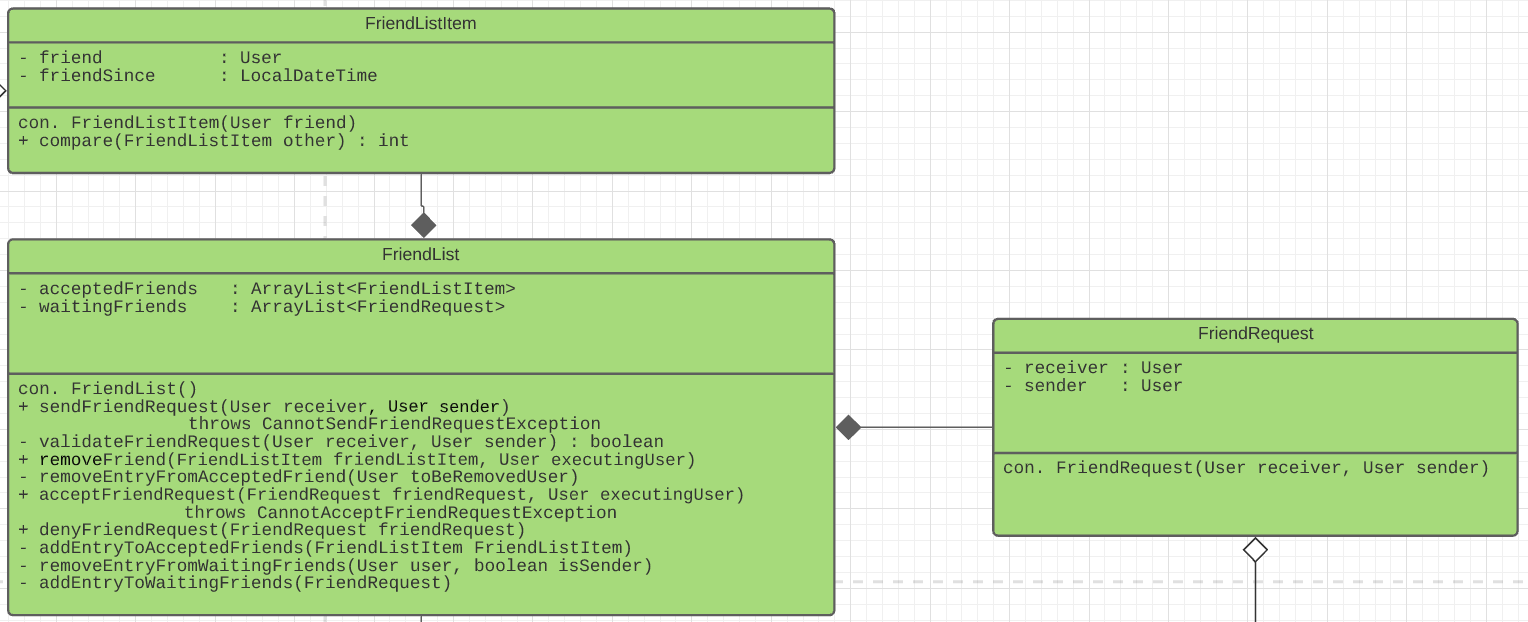 FriendListItem
- friend : User
- friendSince : LocalDateTime
con. FriendListItem(User friend)
+ compare(FriendListItem other) : int
FriendList
- acceptedFriends : ArrayList<FriendListItem>
- waitingFriends : ArrayList<FriendRequest>
con. FriendList()
+ sendFriendRequest(User receiver, User sender)
throws CannotSendFriendRequestException
- validateFriendRequest(User receiver, User sender) : boolean
+ removeFriend(FriendListItem friendListItem, User executingUser)
- removeEntryFromAcceptedFriend(User toBeRemovedUser)
+ acceptFriendRequest(FriendRequest friendRequest, User executingUser)
throws CannotAcceptFriendRequestException
+ denyFriendRequest(FriendRequest friendRequest)
- addEntryToAcceptedFriends(FriendListItem FriendListItem)
- removeEntryFromWaitingFriends(User user, boolean isSender)
- addEntryToWaitingFriends(FriendRequest)
FriendRequest
- receiver : User
- sender : User
con. FriendRequest(User receiver, User sender)